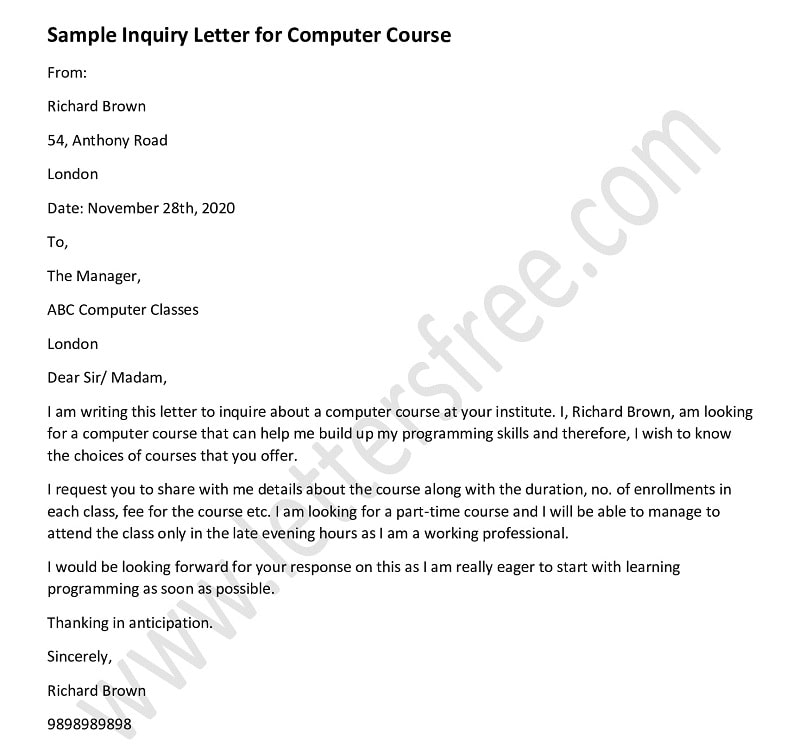 Sample Inquiry Letter for Computer Course
From:
Richard Brown
54, Anthony Road
London
Date: November 28th, 2020
To,
The Manager,
ABC Computer Classes
London
Dear Sir/ Madam,
I am writing this letter to inquire about a computer course at your institute. I, Richard Brown, am looking
for a computer course that can help me build up my programming skills and therefore, I wish to know
the choices of courses that you offer.
I request you to share with me details about the course along with the duration, no. of enrollments in
each class, fee for the course etc. I am looking for a part-time course and I will be able to manage to
attend the class only in the late evening hours as I am a working professional.
I would be looking forward for your response on this as I am really eager to start with learning
programming as soon as possible.
Thanking in anticipation.
Sincerely,
Richard Brown
9898989898
www.lettersfree.com